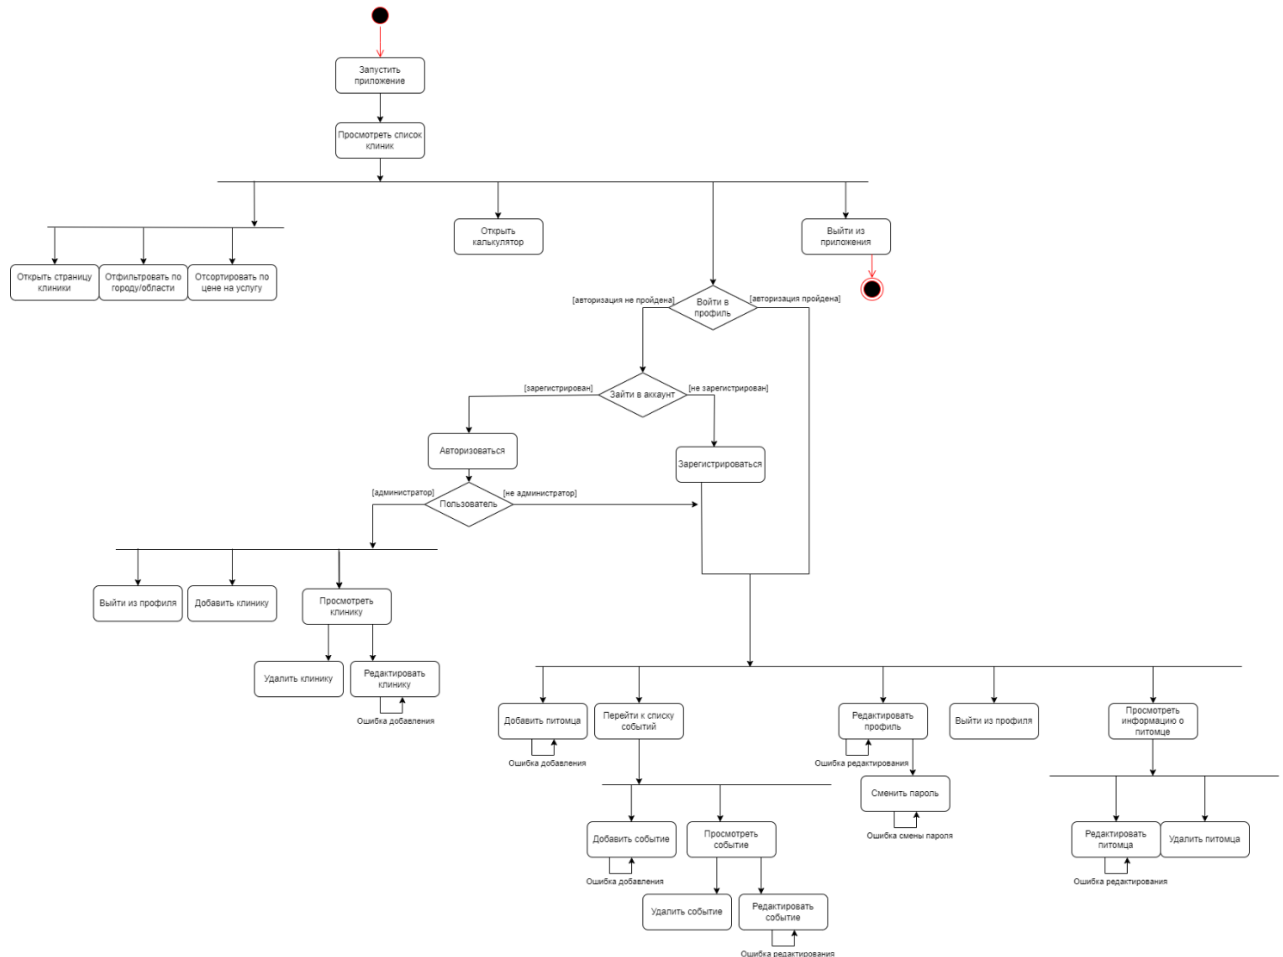 Запустить
приложение
Просмотреть список
клиник
Открыть
калькулятор
Выйти из
приложения
Открыть страницу
клиники
Отфильтровать по
городу/области
Отсортировать по
цене на услугу
[авторизация не пройдена]
Войти в
профиль
[авторизация пройдена]
[зарегистрирован]
Зайти в аккаунт
[не зарегистрирован]
Авторизоваться
Зарегистрироваться
[администратор]
Пользователь
[не администратор]
Выйти из профиля
Добавить клинику
Просмотреть
клинику
Удалить клинику
Редактировать
клинику
Ошибка добавления
Добавить питомца
Ошибка добавления
Перейти к списку
событий
Редактировать
профиль
Ошибка редактирования
Выйти из профиля
Просмотреть
информацию о
питомце
Сменить пароль
Ошибка смены пароля
Добавить событие
Ошибка добавления
Просмотреть
событие
Редактировать
питомца
Ошибка редактирования
Удалить питомца
Удалить событие
Редактировать
событие
Ошибка редактирования